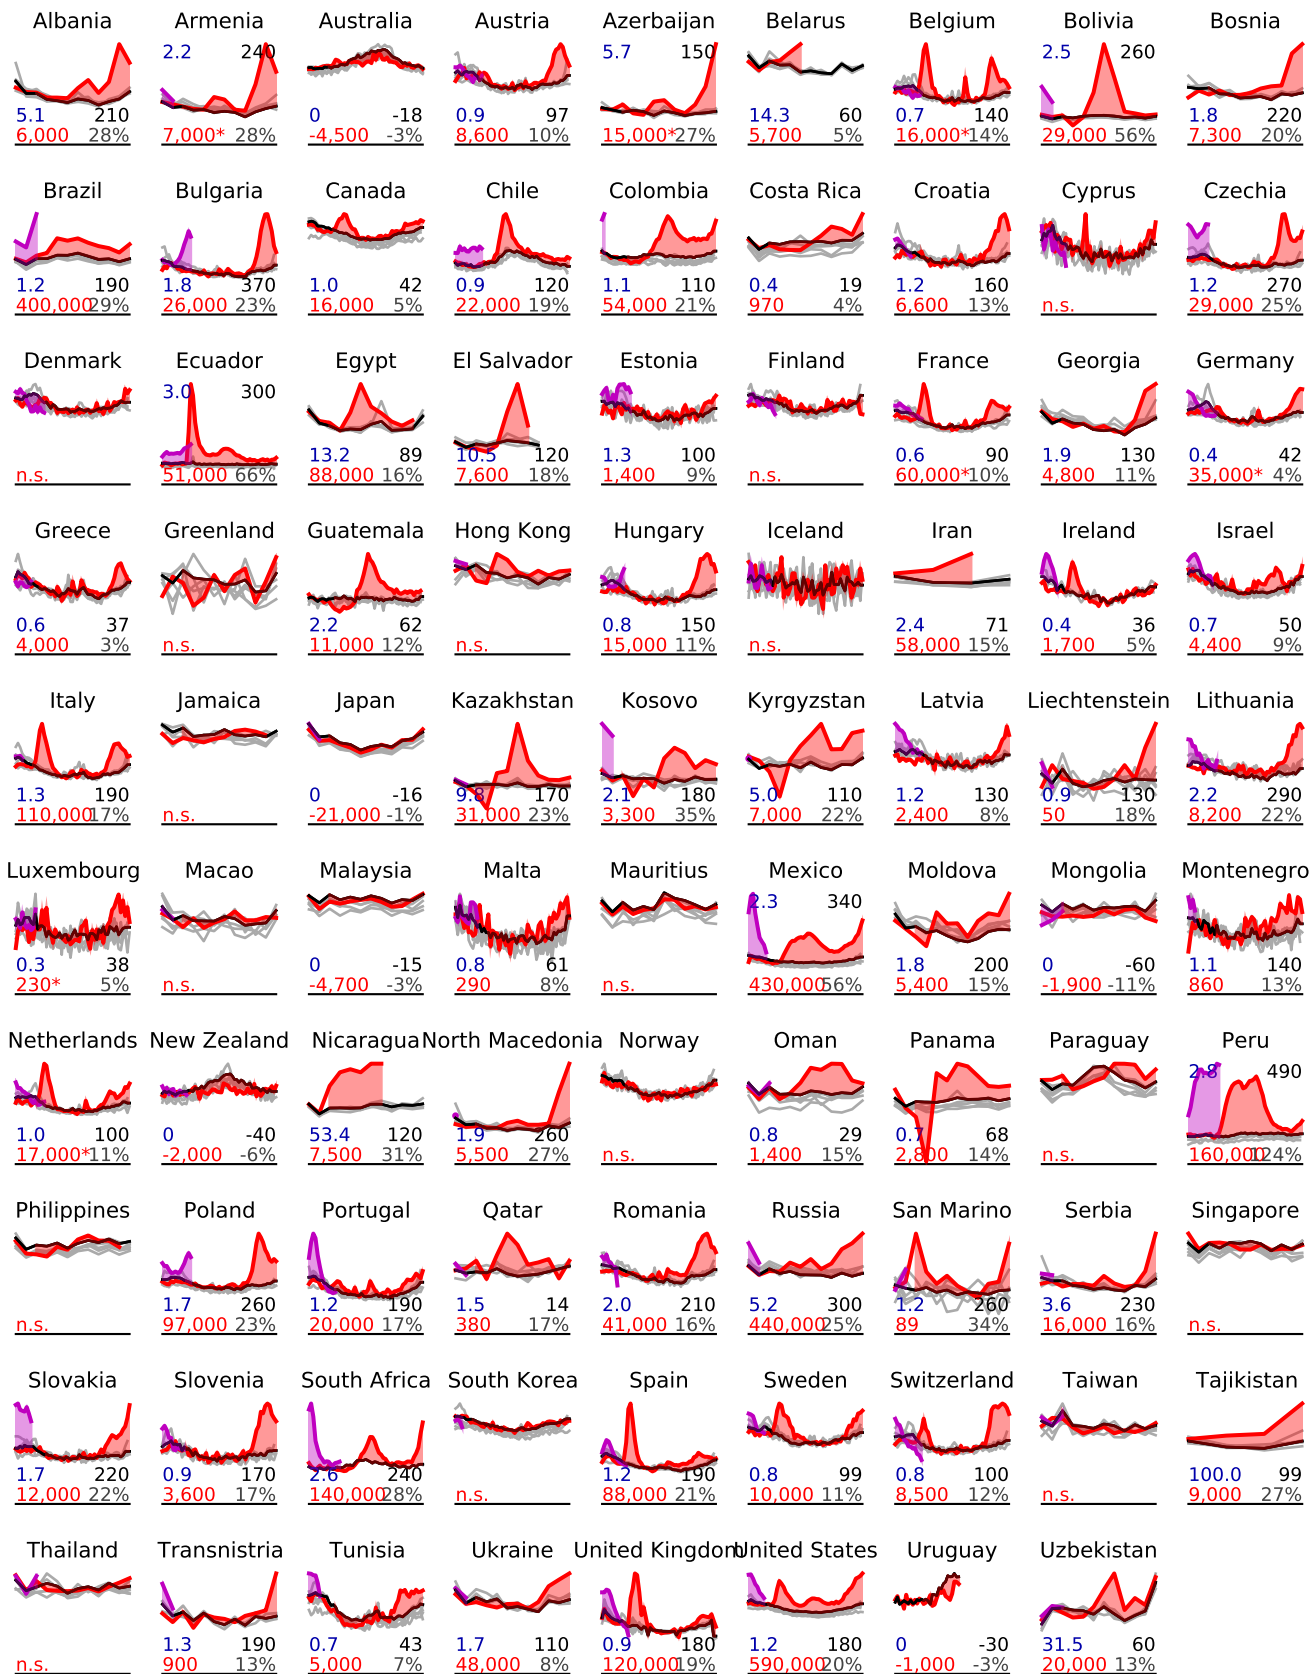 Albania Armenia Australia Austria Azerbaijan Belarus Belgium Bolivia Bosnia
2.2 240 5.7 150 2.5 260
5.1 210 0 -18 0.9 97 14.3 60 0.7 140 1.8 220
6,000 28% 7,000* 28% -4,500 -3% 8,600 10% 15,000* 27% 5,700 5% 16,000* 14% 29,000 56% 7,300 20%
Brazil Bulgaria Canada Chile Colombia Costa Rica Croatia Cyprus Czechia
1.2 190 1.8 370 1.0 42 0.9 120 1.1 110 0.4 19 1.2 160 1.2 270
400,000 29% 26,000 23% 16,000 5% 22,000 19% 54,000 21% 970 4% 6,600 13% n.s. 29,000 25%
Denmark Ecuador Egypt El Salvador Estonia Finland France Georgia Germany
3.0 300
13.2 89 10.5 120 1.3 100 0.6 90 1.9 130 0.4 42
n.s. 51,000 66% 88,000 16% 7,600 18% 1,400 9% n.s. 60,000* 10% 4,800 11% 35,000* 4%
Greece Greenland Guatemala Hong Kong Hungary Iceland Iran Ireland Israel
0.6 37 2.2 62 0.8 150 2.4 71 0.4 36 0.7 50
4,000 3% n.s. 11,000 12% n.s. 15,000 11% n.s. 58,000 15% 1,700 5% 4,400 9%
Italy Jamaica Japan Kazakhstan Kosovo Kyrgyzstan Latvia Liechtenstein Lithuania
1.3 190 0 -16 9.8 170 2.1 180 5.0 110 1.2 130 0.9 130 2.2 290
110,000 17% n.s. -21,000 -1% 31,000 23% 3,300 35% 7,000 22% 2,400 8% 50 18% 8,200 22%
Luxembourg Macao Malaysia Malta Mauritius Mexico Moldova Mongolia Montenegro
2.3 340
0.3 38 0 -15 0.8 61 1.8 200 0 -60 1.1 140
230* 5% n.s. -4,700 -3% 290 8% n.s. 430,000 56% 5,400 15% -1,900 -11% 860 13%
Netherlands New Zealand Nicaragua North Macedonia Norway Oman Panama Paraguay Peru
2.8 490
1.0 100 0 -40 53.4 120 1.9 260 0.8 29 0.7 68
17,000* 11% -2,000 -6% 7,500 31% 5,500 27% n.s. 1,400 15% 2,800 14% n.s. 160,000 124%
Philippines Poland Portugal Qatar Romania Russia San Marino Serbia Singapore
1.7 260 1.2 190 1.5 14 2.0 210 5.2 300 1.2 260 3.6 230
n.s. 97,000 23% 20,000 17% 380 17% 41,000 16% 440,000 25% 89 34% 16,000 16% n.s.
Slovakia Slovenia South Africa South Korea Spain Sweden Switzerland Taiwan Tajikistan
1.7 220 0.9 170 2.6 240 1.2 190 0.8 99 0.8 100 100.0 99
12,000 22% 3,600 17% 140,000 28% n.s. 88,000 21% 10,000 11% 8,500 12% n.s. 9,000 27%
Thailand Transnistria Tunisia Ukraine United Kingdom United States Uruguay Uzbekistan
1.3 190 0.7 43 1.7 110 0.9 180 1.2 180 0 -30 31.5 60
n.s. 900 13% 5,000 7% 48,000 8% 120,000 19% 590,000 20% -1,000 -3% 20,000 13%